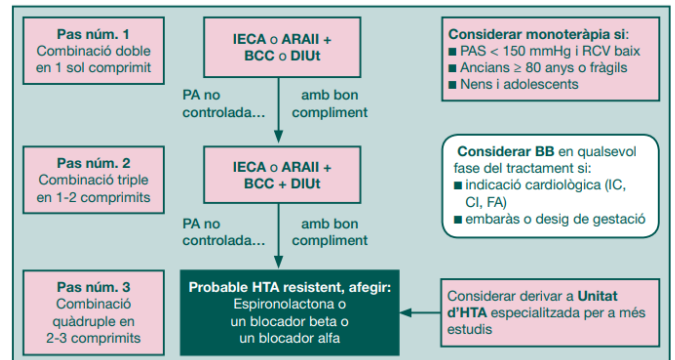 Pas núm. 1
Combinació doble
en 1 sol comprimit
IECA o ARAII +
BCC o DIUt
Considerar monoteràpia si:
■ PAS < 150 mmHg i RCV baix
■ Ancians ≥ 80 anys o fràgils
■ Nens i adolescents
PA no
controlada…
amb bon
compliment
Pas núm. 2
Combinació triple
en 1-2 comprimits
IECA o ARAII +
BCC + DIUt
Considerar BB en qualsevol
fase del tractament si:
■ indicació cardiològica (IC,
CI, FA)
■ embaràs o desig de gestació
PA no
controlada…
amb bon
compliment
Pas núm. 3
Combinació
quàdruple en
2-3 comprimits
Probable HTA resistent, afegir:
Espironolactona o
un blocador beta o
un blocador alfa
Considerar derivar a Unitat
d’HTA especialitzada per a més
estudis